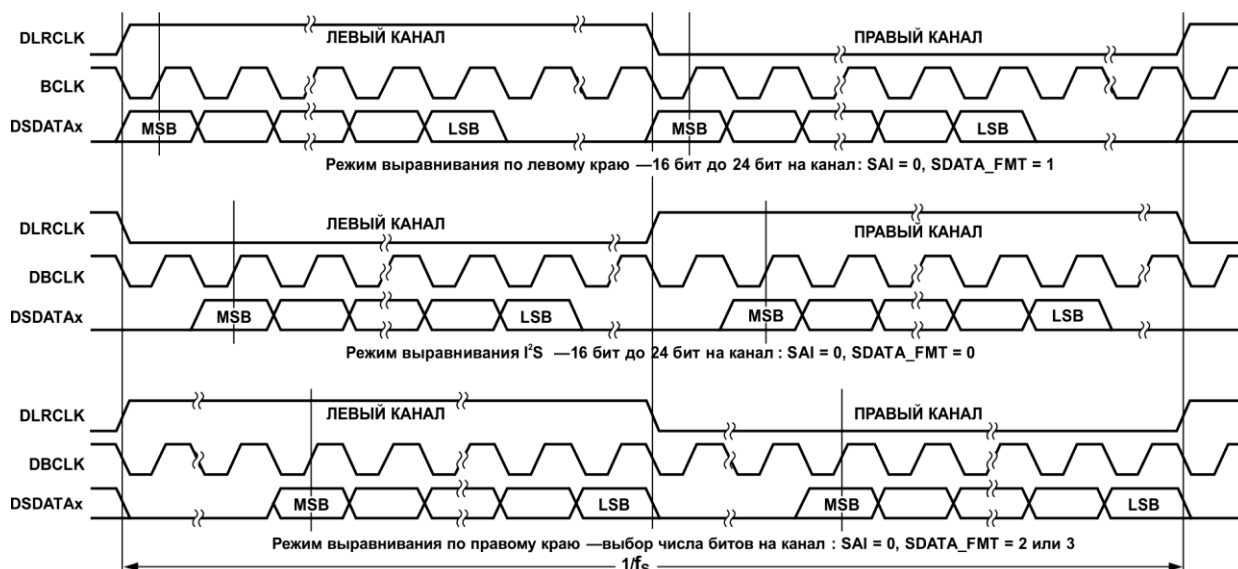 DLRCLK ЛЕВЫЙ КАНАЛ ПРАВЫЙ КАНАЛ
BCLK
DSDATAx MSB LSB MSB LSB
Режим выравнивания по левому краю —16 бит до 24 бит на канал: SAI = 0, SDATA_FMT = 1
DLRCLK ЛЕВЫЙ КАНАЛ ПРАВЫЙ КАНАЛ
DBCLK
DSDATAx MSB LSB MSB LSB
Режим выравнивания I²S —16 бит до 24 бит на канал : SAI = 0, SDATA_FMT = 0
DLRCLK ЛЕВЫЙ КАНАЛ ПРАВЫЙ КАНАЛ
DBCLK
DSDATAx MSB LSB MSB LSB
Режим выравнивания по правому краю —выбор числа битов на канал : SAI = 0, SDATA_FMT = 2 или 3
1/fs